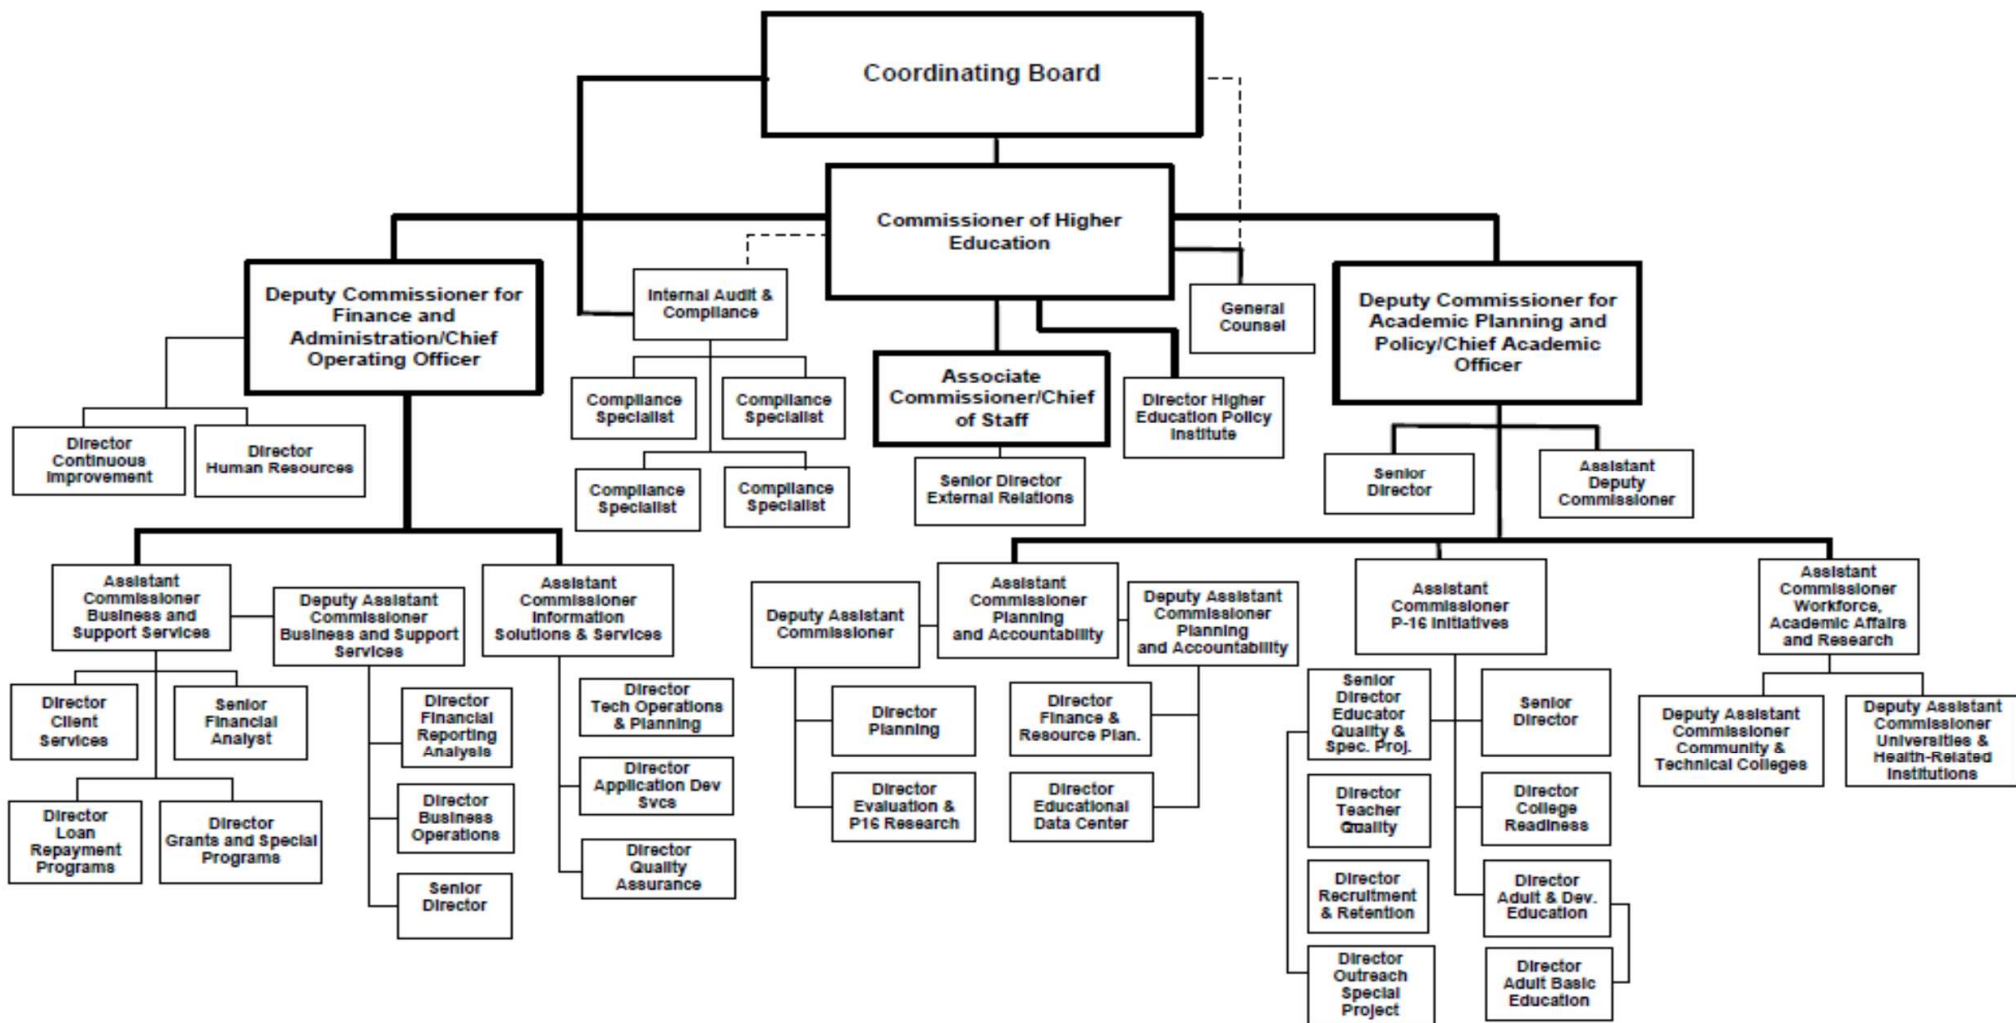 Coordinating Board
Commissioner of Higher
Education
Deputy Commissioner for
Finance and
Administration/Chief
Operating Officer
Internal Audit &
Compliance
General
Counsel
Deputy Commissioner for
Academic Planning and
Policy/Chief Academic
Officer
Associate
Commissioner/Chief
of Staff
Director Higher
Education Policy
Institute
Compliance
Specialist
Compliance
Specialist
Director
Continuous
Improvement
Director
Human Resources
Compliance
Specialist
Compliance
Specialist
Senior Director
External Relations
Senior
Director
Assistant
Deputy
Commissioner
Assistant
Commissioner
Business and
Support Services
Deputy Assistant
Commissioner
Business and Support
Services
Assistant
Commissioner
Information
Solutions & Services
Deputy Assistant
Commissioner
Assistant
Commissioner
Planning
and Accountability
Deputy Assistant
Commissioner
Planning
and Accountability
Assistant
Commissioner
P-16 Initiatives
Assistant
Commissioner
Workforce,
Academic Affairs
and Research
Director
Client
Services
Senior
Financial
Analyst
Director
Financial
Reporting
Analysis
Director
Tech Operations
& Planning
Director
Planning
Director
Finance &
Resource Plan.
Senior
Director
Educator
Quality &
Spec. Proj.
Senior
Director
Deputy Assistant
Commissioner
Community &
Technical Colleges
Deputy Assistant
Commissioner
Universities &
Health-Related
Institutions
Director
Loan
Repayment
Programs
Director
Grants and Special
Programs
Director
Business
Operations
Director
Application Dev
Svcs
Director
Evaluation &
P16 Research
Director
Educational
Data Center
Director
Teacher
Quality
Director
College
Readiness
Senior
Director
Director
Quality
Assurance
Director
Recruitment
& Retention
Director
Adult & Dev.
Education
Director
Outreach
Special
Project
Director
Adult Basic
Education